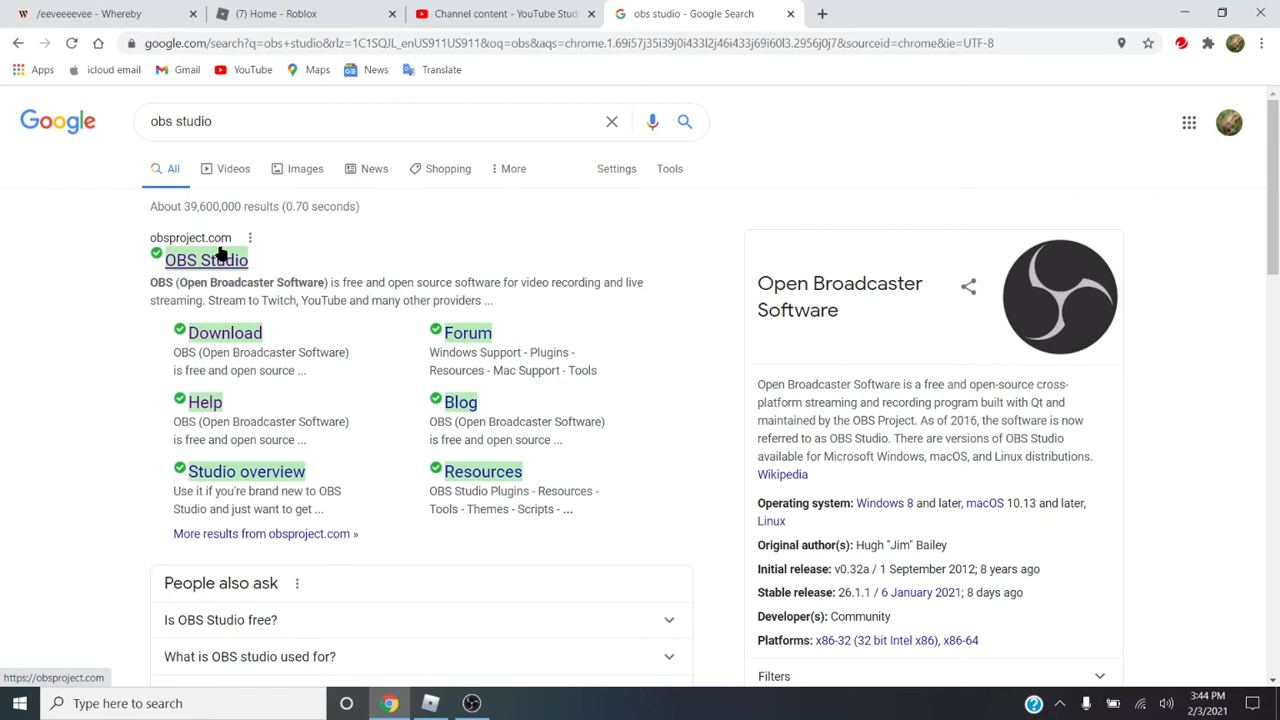 /eeveeeevee - Whereby
(7) Home - Roblox
Channel content - YouTube Stud
obs studio - Google Search
google.com/search?q=obs+studio&rlz=1C1SQJL_enUS911US911&oq=obs&aqs=chrome.1.69i57j35i39j0i433l2j46i433j69i60l3.2956j0j7&sourceid=chrome&ie=UTF-8
Apps
icloud email
Gmail
YouTube
Maps
News
Translate
Google
obs studio
All
Videos
Images
News
Shopping
More
Settings
Tools
About 39,600,000 results (0.70 seconds)
obsproject.com
OBS Studio
OBS (Open Broadcaster Software) is free and open source software for video recording and live
streaming. Stream to Twitch, YouTube and many other providers ...
Download
OBS (Open Broadcaster Software)
is free and open source ...
Forum
Windows Support - Plugins -
Resources - Mac Support - Tools
Help
OBS (Open Broadcaster Software)
is free and open source ...
Blog
OBS (Open Broadcaster Software)
is free and open source ...
Studio overview
Use it if you're brand new to OBS
Studio and just want to get ...
Resources
OBS Studio Plugins - Resources -
Tools - Themes - Scripts - ...
More results from obsproject.com »
People also ask
Is OBS Studio free?
What is OBS studio used for?
Open Broadcaster
Software
Open Broadcaster Software is a free and open-source cross-
platform streaming and recording program built with Qt and
maintained by the OBS Project. As of 2016, the software is now
referred to as OBS Studio. There are versions of OBS Studio
available for Microsoft Windows, macOS, and Linux distributions.
Wikipedia
Operating system: Windows 8 and later, macOS 10.13 and later,
Linux
Original author(s): Hugh "Jim" Bailey
Initial release: v0.32a / 1 September 2012; 8 years ago
Stable release: 26.1.1 / 6 January 2021; 8 days ago
Developer(s): Community
Platforms: x86-32 (32 bit Intel x86), x86-64
Filters
https://obsproject.com
Type here to search
3:44 PM
2/3/2021